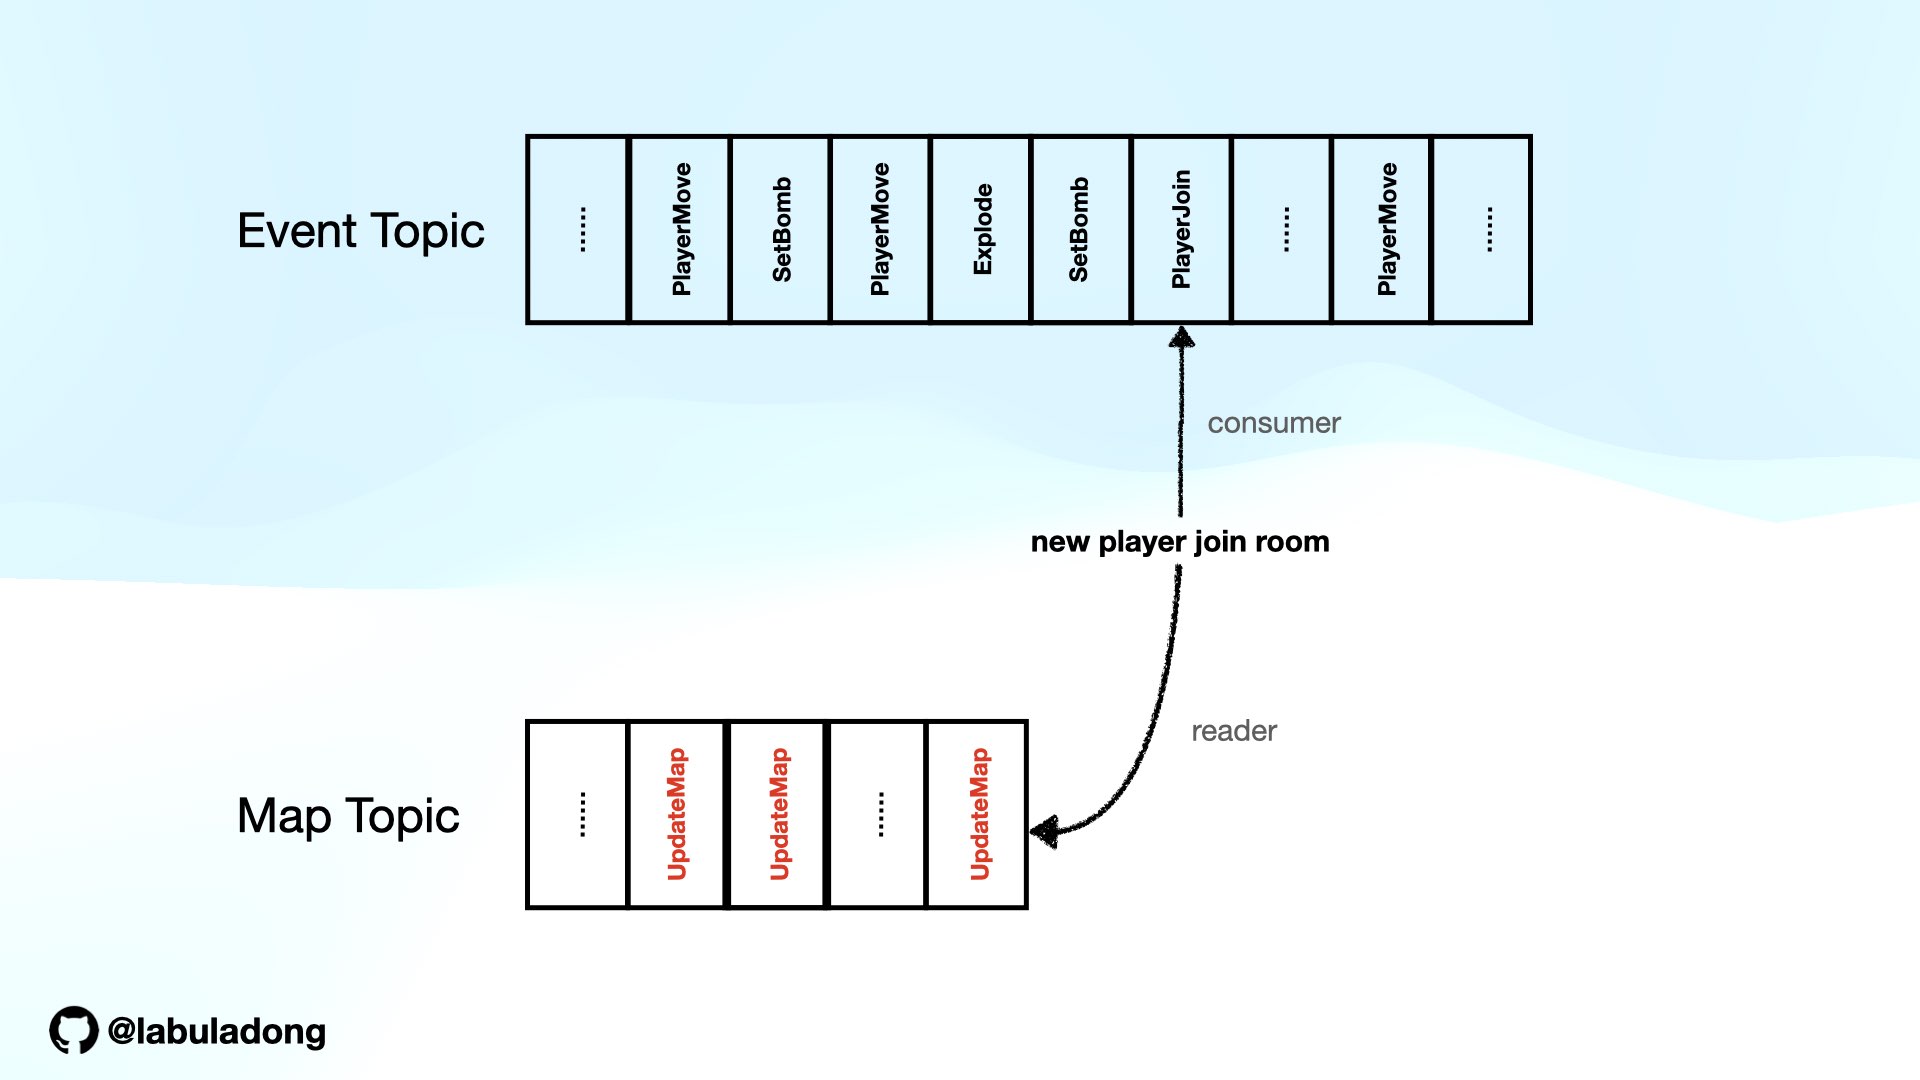 Event Topic
......
PlayerMove
SetBomb
PlayerMove
Explode
SetBomb
PlayerJoin
......
PlayerMove
......
consumer
new player join room
reader
Map Topic
......
UpdateMap
UpdateMap
......
UpdateMap
@labuladong